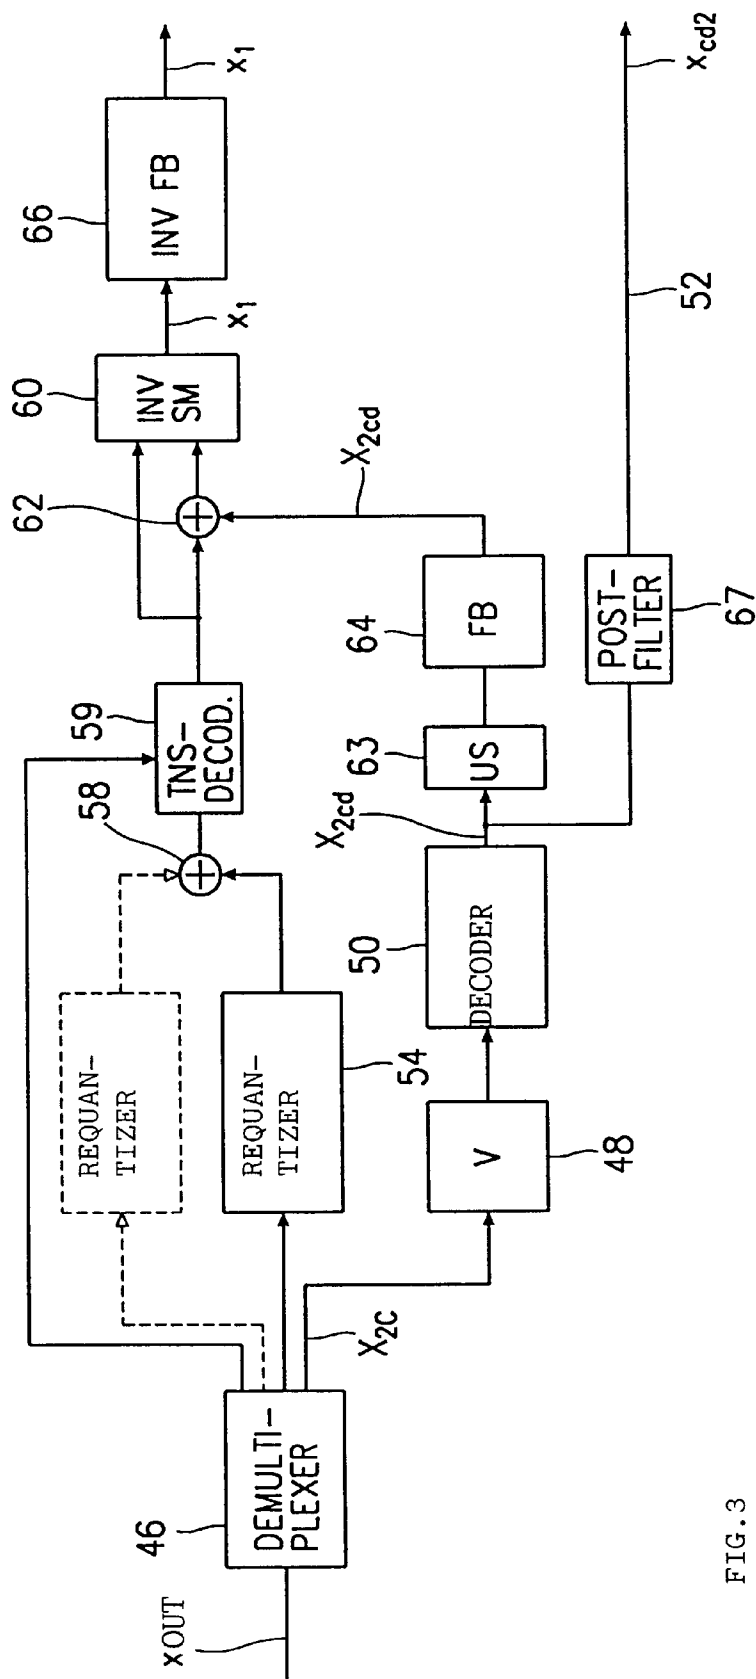 xOUT
46
DEMULTI-
PLEXER
X2C
REQUAN-
TIZER
REQUAN-
TIZER
54
58
59
TNS-
DECOD.
62
60
INV
SM
x1
66
INV FB
x1
V
48
50
DECODER
X2cd
63
US
64
FB
X2cd
POST-
FILTER
67
52
xcd2
FIG.3